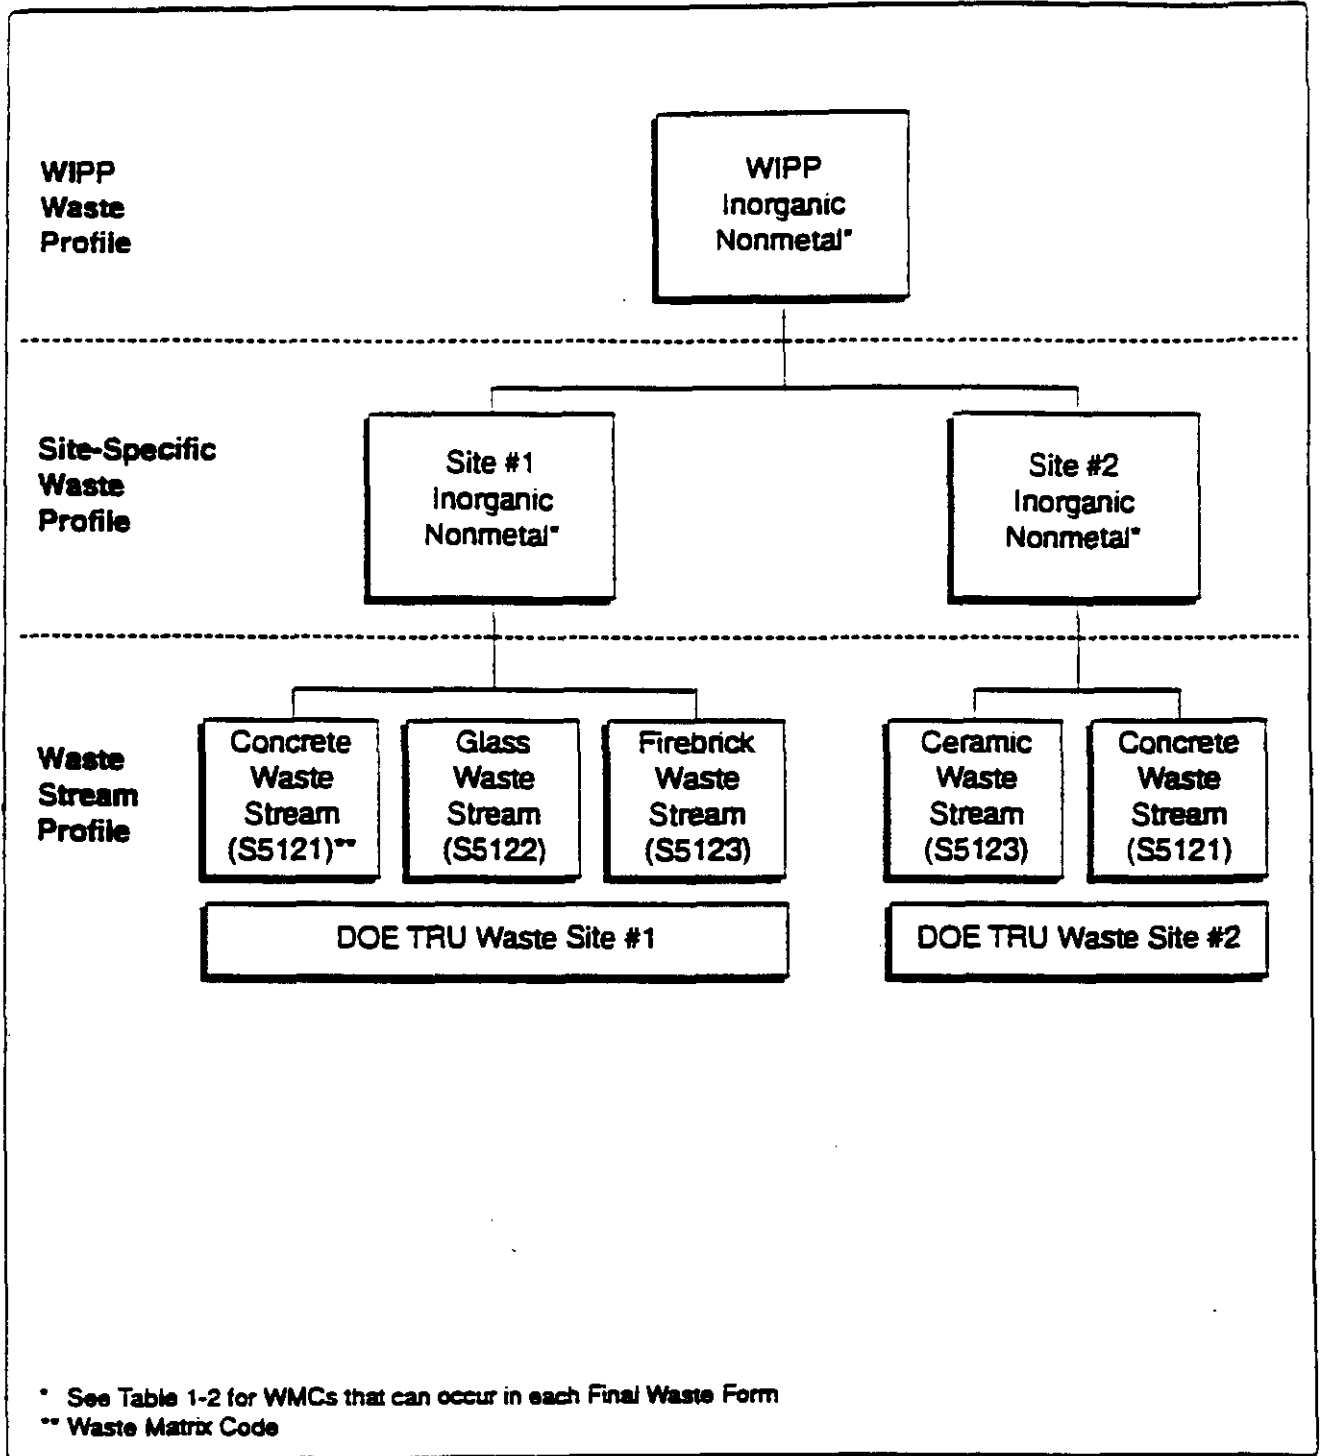 WIPP
Waste
Profile
WIPP
Inorganic
Nonmetal*
Site-Specific
Waste
Profile
Site #1
Inorganic
Nonmetal*
Site #2
Inorganic
Nonmetal*
Waste
Stream
Profile
Concrete
Waste
Stream
(S5121)**
Glass
Waste
Stream
(S5122)
Firebrick
Waste
Stream
(S5123)
Ceramic
Waste
Stream
(S5123)
Concrete
Waste
Stream
(S5121)
DOE TRU Waste Site #1
DOE TRU Waste Site #2
* See Table 1-2 for WMCs that can occur in each Final Waste Form
** Waste Matrix Code